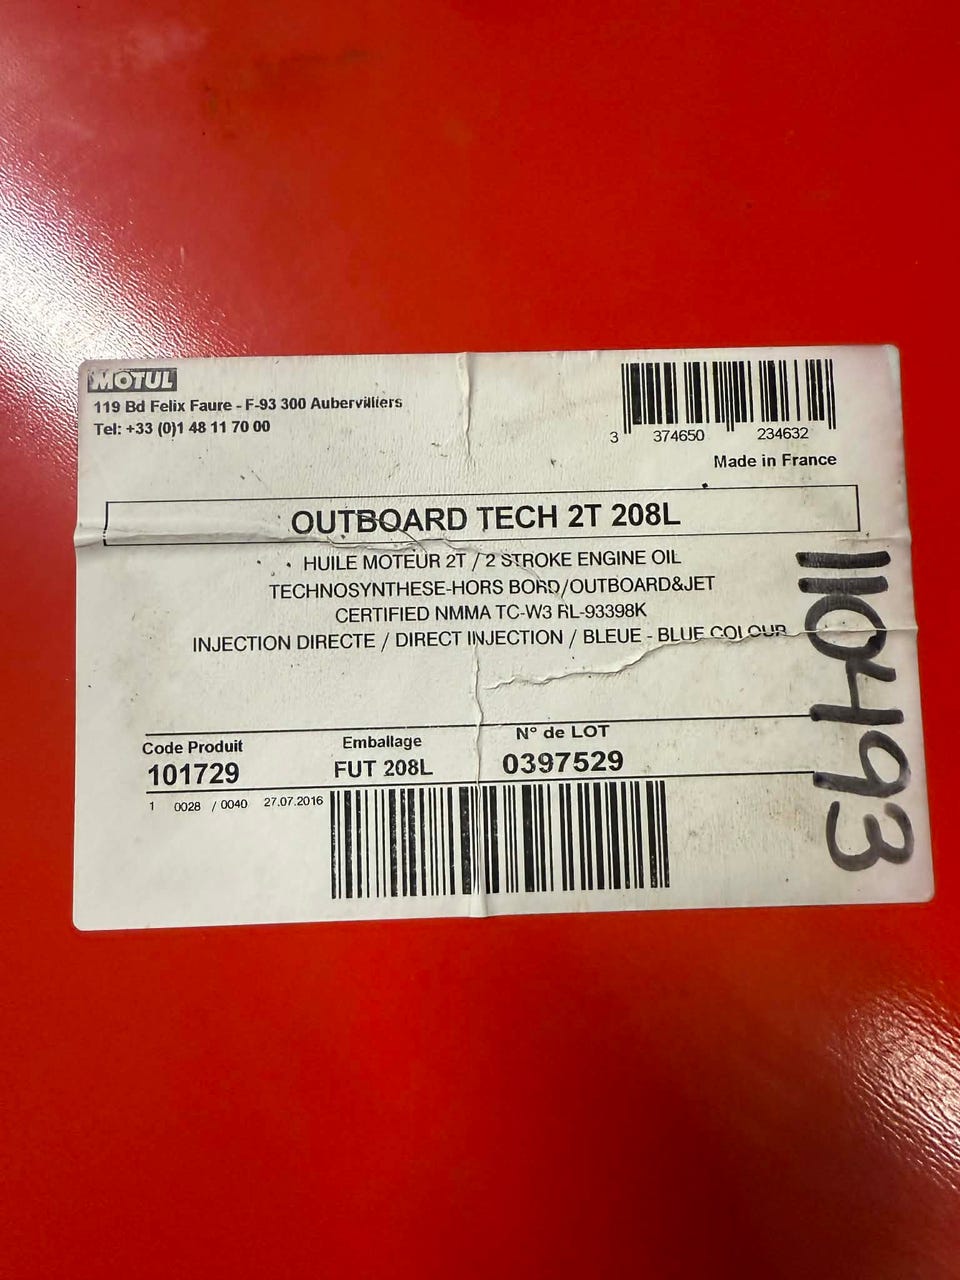 MOTUL
119 Bd Felix Faure - F-93 300 Aubervilliers
Tel: +33 (0)1 48 11 70 00
3 374650 234632
Made in France
OUTBOARD TECH 2T 208L
HUILE MOTEUR 2T / 2 STROKE ENGINE OIL
TECHNOSYNTHESE-HORS BORD/OUTBOARD&JET
CERTIFIED NMMA TC-W3 RL-93398K
INJECTION DIRECTE / DIRECT INJECTION / BLEUE - BLUE COLOUR
Code Produit Emballage N° de LOT
101729 FUT 208L 0397529
1 0028 / 0040 27.07.2016
110493